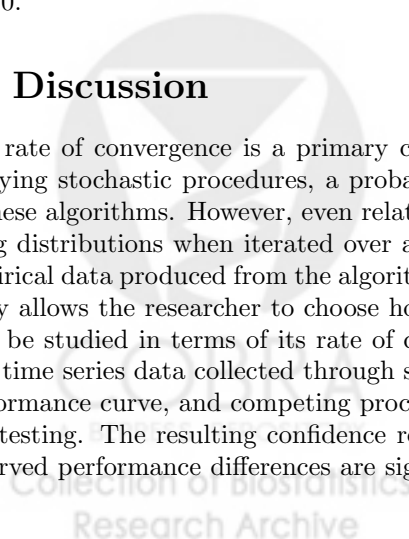 0.
Discussion
rate of convergence is a primary c
ying stochastic procedures, a proba
nese algorithms. However, even relat
g distributions when iterated over a
irical data produced from the algorit
y allows the researcher to choose ho
be studied in terms of its rate of c
time series data collected through s
ormance curve, and competing proc
testing. The resulting confidence re
rved performance differences are sig
Collection of Biostatistics
Research Archive